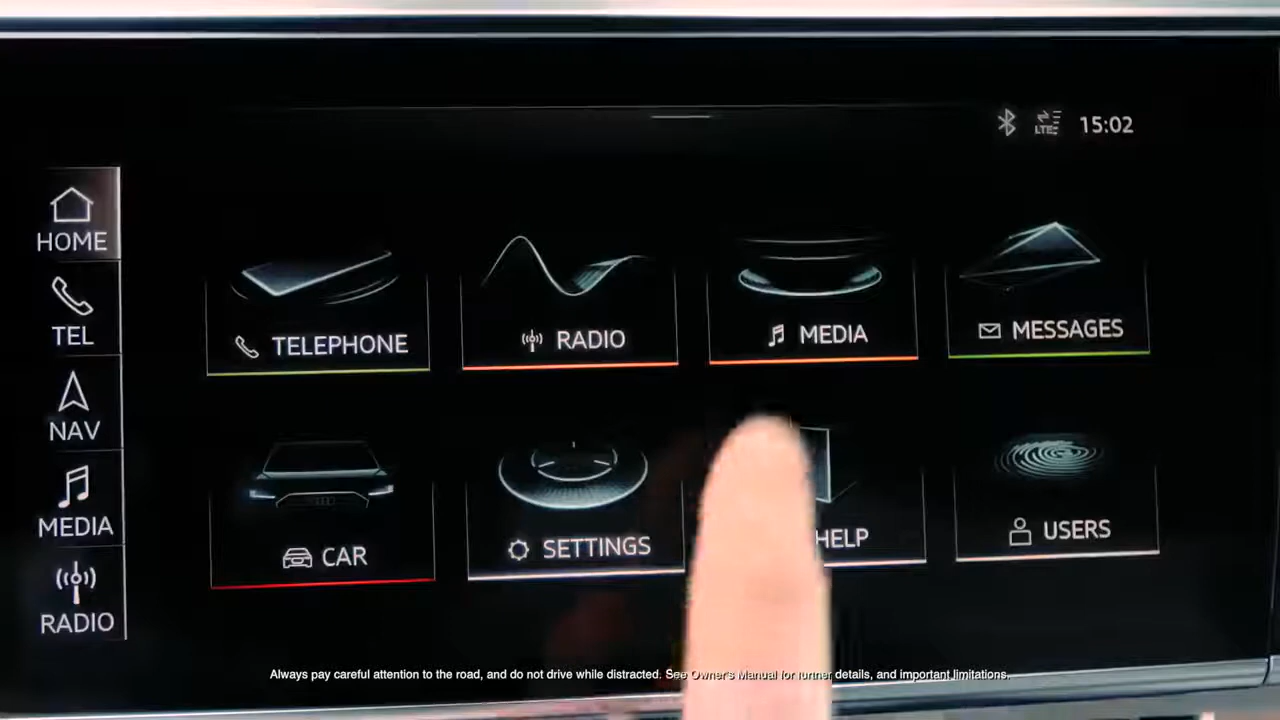 LTE 15:02
HOME
TEL
NAV
MEDIA
RADIO
TELEPHONE
RADIO
MEDIA
MESSAGES
CAR
SETTINGS
HELP
USERS
Always pay careful attention to the road, and do not drive while distracted. See Owner's Manual for further details, and important limitations.